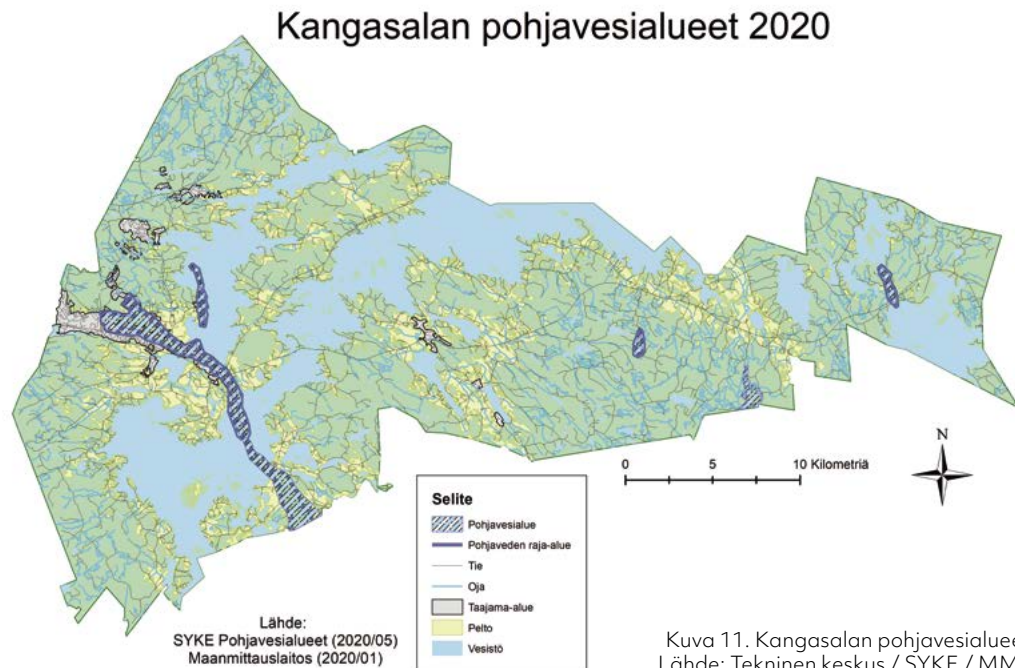 Kangasalan pohjavesialueet 2020
N
0 5 10 Kilometriä
Selite
Pohjavesialue
Pohjaveden raja-alue
Tie
Oja
Taajama-alue
Pelto
Vesistö
Lähde:
SYKE Pohjavesialueet (2020/05)
Maanmittauslaitos (2020/01)
Kuva 11. Kangasalan pohjavesialuee
Lähde: Tekninen keskus / SYKE / MM